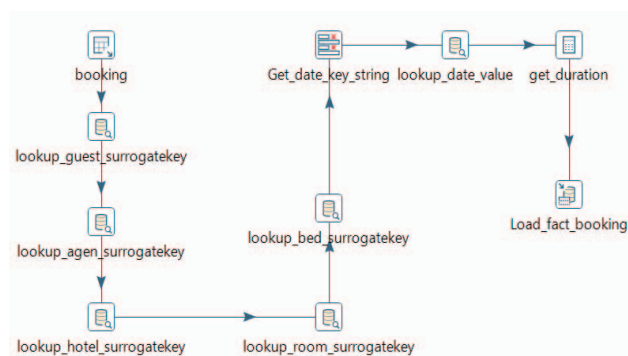 booking
lookup_guest_surrogatekey
lookup_agen_surrogatekey
lookup_hotel_surrogatekey
lookup_room_surrogatekey
lookup_bed_surrogatekey
Get_date_key_string
lookup_date_value
get_duration
Load_fact_booking